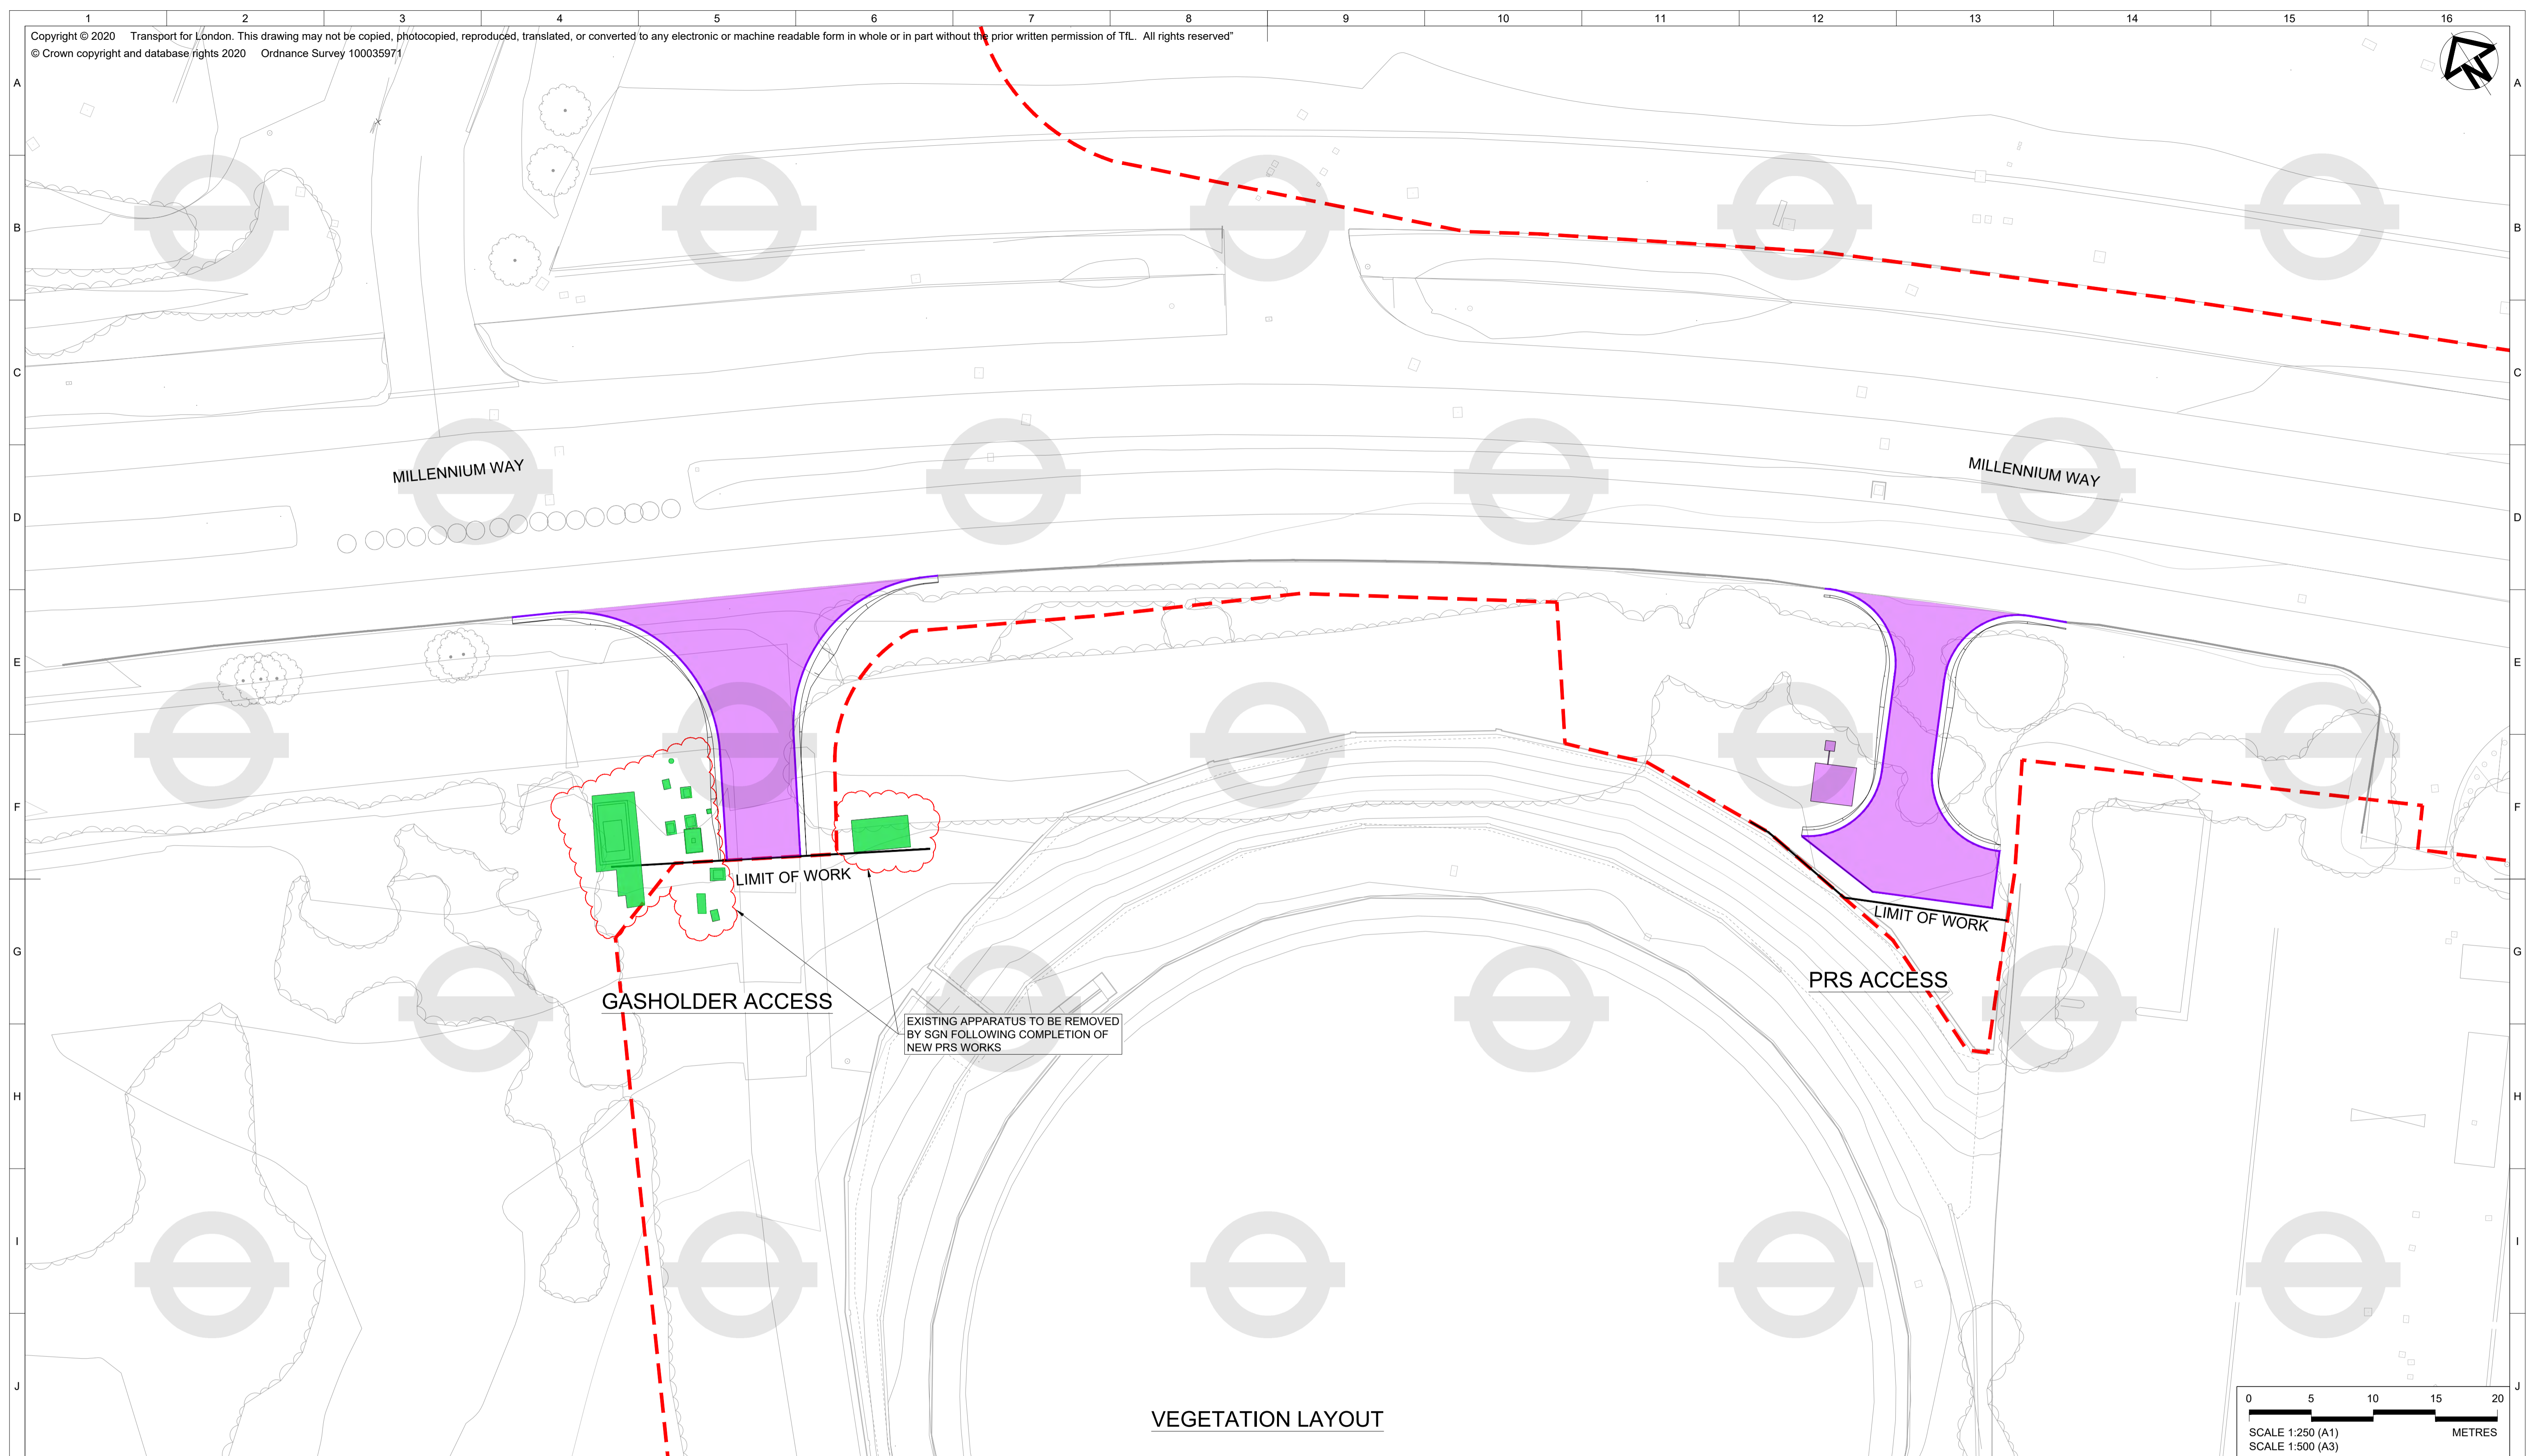 1 2 3 4 5 6 7 8 9 10 11 12 13 14 15 16
Copyright © 2020 Transport for London. This drawing may not be copied, photocopied, reproduced, translated, or converted to any electronic or machine readable form in whole or in part without the prior written permission of TfL. All rights reserved"
© Crown copyright and database rights 2020 Ordnance Survey 100035971
N
A A
B B
C C
MILLENNIUM WAY
MILLENNIUM WAY
D D
E E
F F
LIMIT OF WORK
LIMIT OF WORK
G G
PRS ACCESS
GASHOLDER ACCESS
EXISTING APPARATUS TO BE REMOVED
BY SGN FOLLOWING COMPLETION OF
NEW PRS WORKS
H H
I I
J J
VEGETATION LAYOUT
0 5 10 15 20
SCALE 1:250 (A1) METRES
SCALE 1:500 (A3)